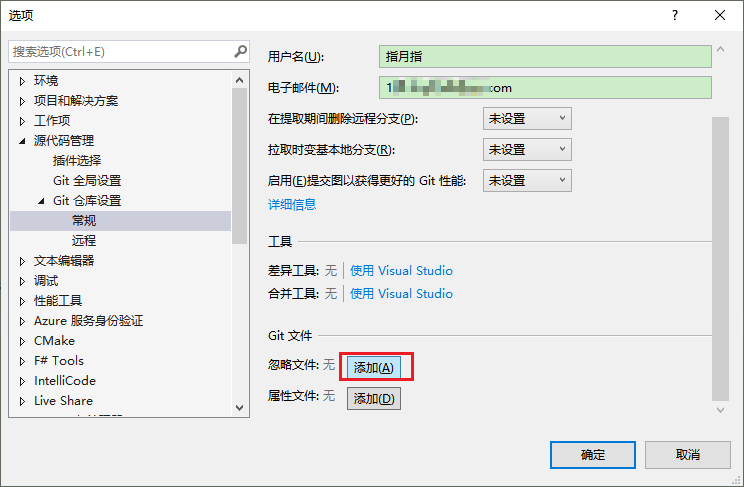 选项
?
搜索选项(Ctrl+E)
环境
项目和解决方案
工作项
源代码管理
插件选择
Git 全局设置
Git 仓库设置
常规
远程
文本编辑器
调试
性能工具
Azure 服务身份验证
CMake
F# Tools
IntelliCode
Live Share
用户名(U): 指月指
电子邮件(M): 1 .com
在提取期间删除远程分支(P): 未设置
拉取时变基本地分支(R): 未设置
启用(E)提交图以获得更好的 Git 性能: 未设置
详细信息
工具
差异工具: 无 使用 Visual Studio
合并工具: 无 使用 Visual Studio
Git 文件
忽略文件: 无 添加(A)
属性文件: 无 添加(D)
确定 取消